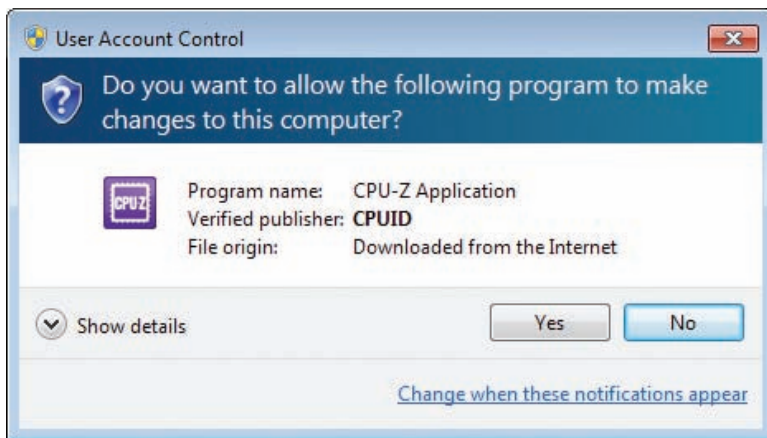 User Account Control
Do you want to allow the following program to make
changes to this computer?
CPU-Z
Program name: CPU-Z Application
Verified publisher: CPUID
File origin: Downloaded from the Internet
Show details
Yes No
Change when these notifications appear